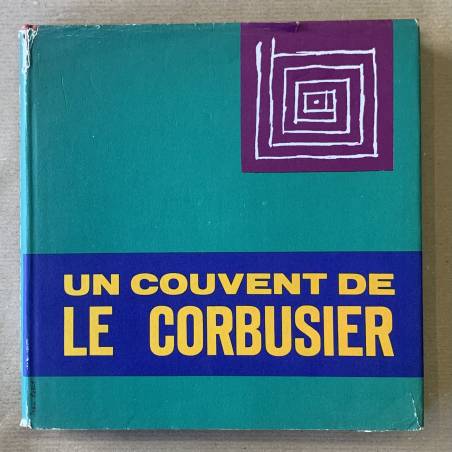 UN COUVENT DE
LE CORBUSIER